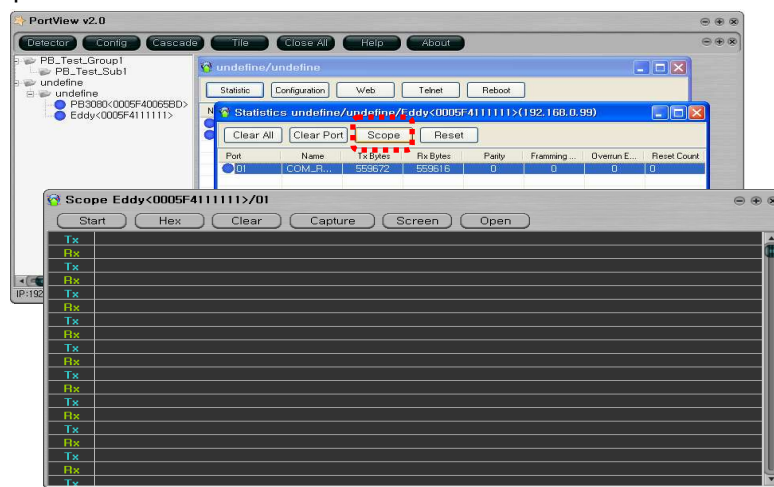 PortView v2.0
Detector Config Cascade Tile Close All Help About
PB_Test_Group1
PB_Test_Sub1
undefine
undefine
PB3080<0005F40065BD>
Eddy<0005F4111111>
undefine/undefine
Statistic Configuration Web Telnet Reboot
N
Statistics undefine/undefine/Eddy<0005F4111111>(192.168.0.99)
Clear All Clear Port Scope Reset
Port Name Tx Bytes Rx Bytes Parity Framming ... Overrun E... Reset Count
01 COM_R... 559672 559616 0 0 0 0
IP:192
Scope Eddy<0005F4111111>/01
Start Hex Clear Capture Screen Open
Tx
Rx
Tx
Rx
Tx
Rx
Tx
Rx
Tx
Rx
Tx
Rx
Tx
Rx
Tx
Rx
Tx
Rx
Tx